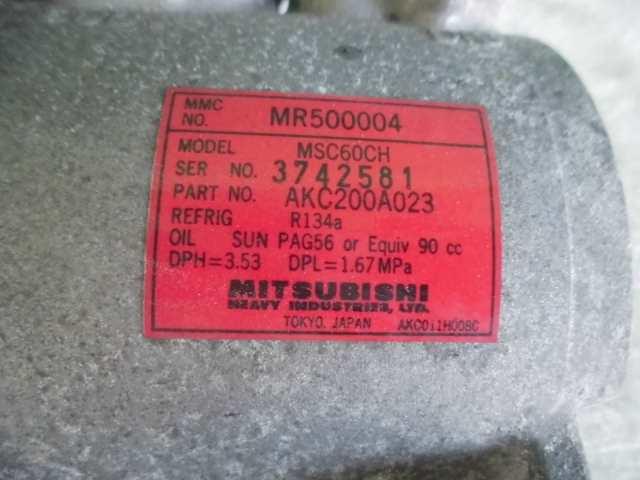 MMC NO. MR500004
MODEL MSC60CH
SER NO. 3742581
PART NO. AKC200A023
REFRIG R134a
OIL SUN PAG56 or Equiv 90 cc
DPH=3.53 DPL=1.67MPa
MITSUBISHI
HEAVY INDUSTRIES, LTD.
TOKYO, JAPAN AKC011H008C